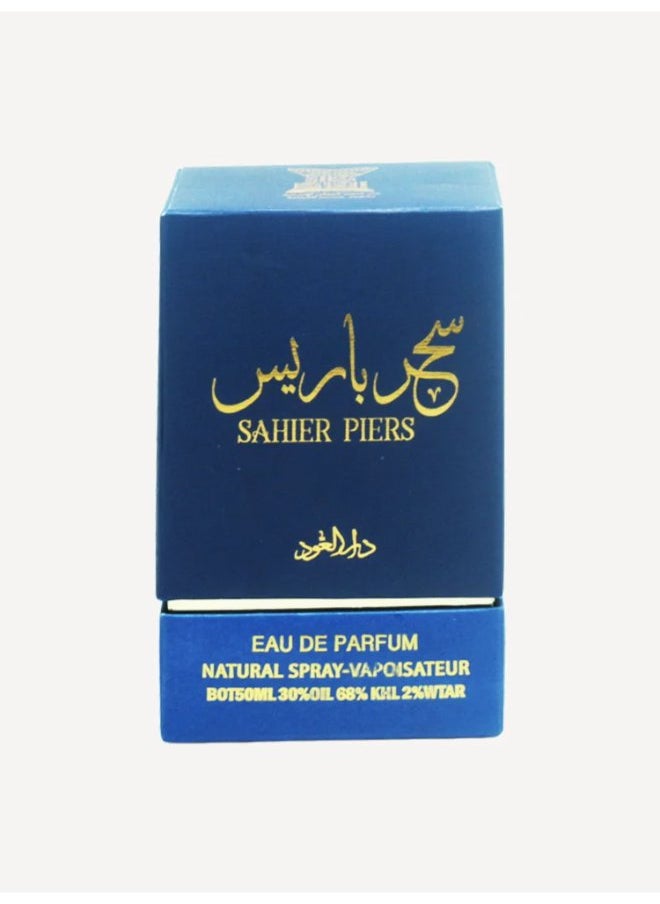 سحر باريس
SAHIER PIERS
دار العود
EAU DE PARFUM
NATURAL SPRAY-VAPOISATEUR
BOT50ML 30%OIL 68% KHL 2%WTAR